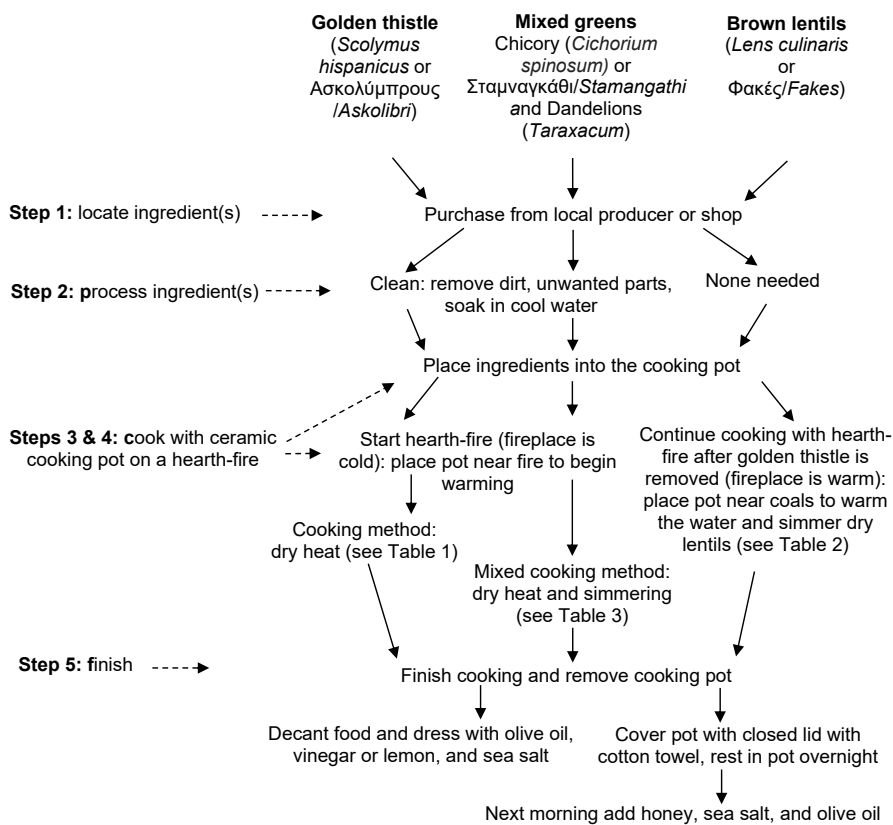 Golden thistle
(Scolymus
hispanicus or
Ασκολύμπρους
/Askolibri)
Mixed greens
Chicory (Cichorium
spinosum) or
Σταμναγκάθι/Stamangathi
and Dandelions
(Taraxacum)
Brown lentils
(Lens culinaris
or
Φακές/Fakes)
Step 1: locate ingredient(s)
Purchase from local producer or shop
Step 2: process ingredient(s)
Clean: remove dirt, unwanted parts,
soak in cool water
None needed
Place ingredients into the cooking pot
Steps 3 & 4: cook with ceramic
cooking pot on a hearth-fire
Start hearth-fire (fireplace is
cold): place pot near fire to begin
warming
Continue cooking with hearth-
fire after golden thistle is
removed (fireplace is warm):
place pot near coals to warm
the water and simmer dry
lentils (see Table 2)
Cooking method:
dry heat (see Table 1)
Mixed cooking method:
dry heat and simmering
(see Table 3)
Step 5: finish
Finish cooking and remove cooking pot
Decant food and dress with olive oil,
vinegar or lemon, and sea salt
Cover pot with closed lid with
cotton towel, rest in pot overnight
Next morning add honey, sea salt, and olive oil